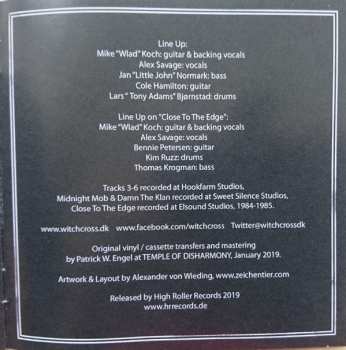 Line Up:
Mike "Wlad" Koch: guitar & backing vocals
Alex Savage: vocals
Jan "Little John" Normark: bass
Cole Hamilton: guitar
Lars " Tony Adams" Bjørnstad: drums
Line Up on "Close To The Edge":
Mike "Wlad" Koch: guitar & backing vocals
Alex Savage: vocals
Bennie Petersen: guitar
Kim Ruzz: drums
Thomas Krogman: bass
Tracks 3-6 recorded at Hookfarm Studios,
Midnight Mob & Damn The Klan recorded at Sweet Silence Studios,
Close To The Edge recorded at Elsound Studios, 1984-1985.
www.witchcross.dk www.facebook.com/witchcross Twitter@witchcrossdk
Original vinyl / cassette transfers and mastering
by Patrick W. Engel at TEMPLE OF DISHARMONY, January 2019.
Artwork & Layout by Alexander von Wieding, www.zeichentier.com
Released by High Roller Records 2019
www.hrrecords.de